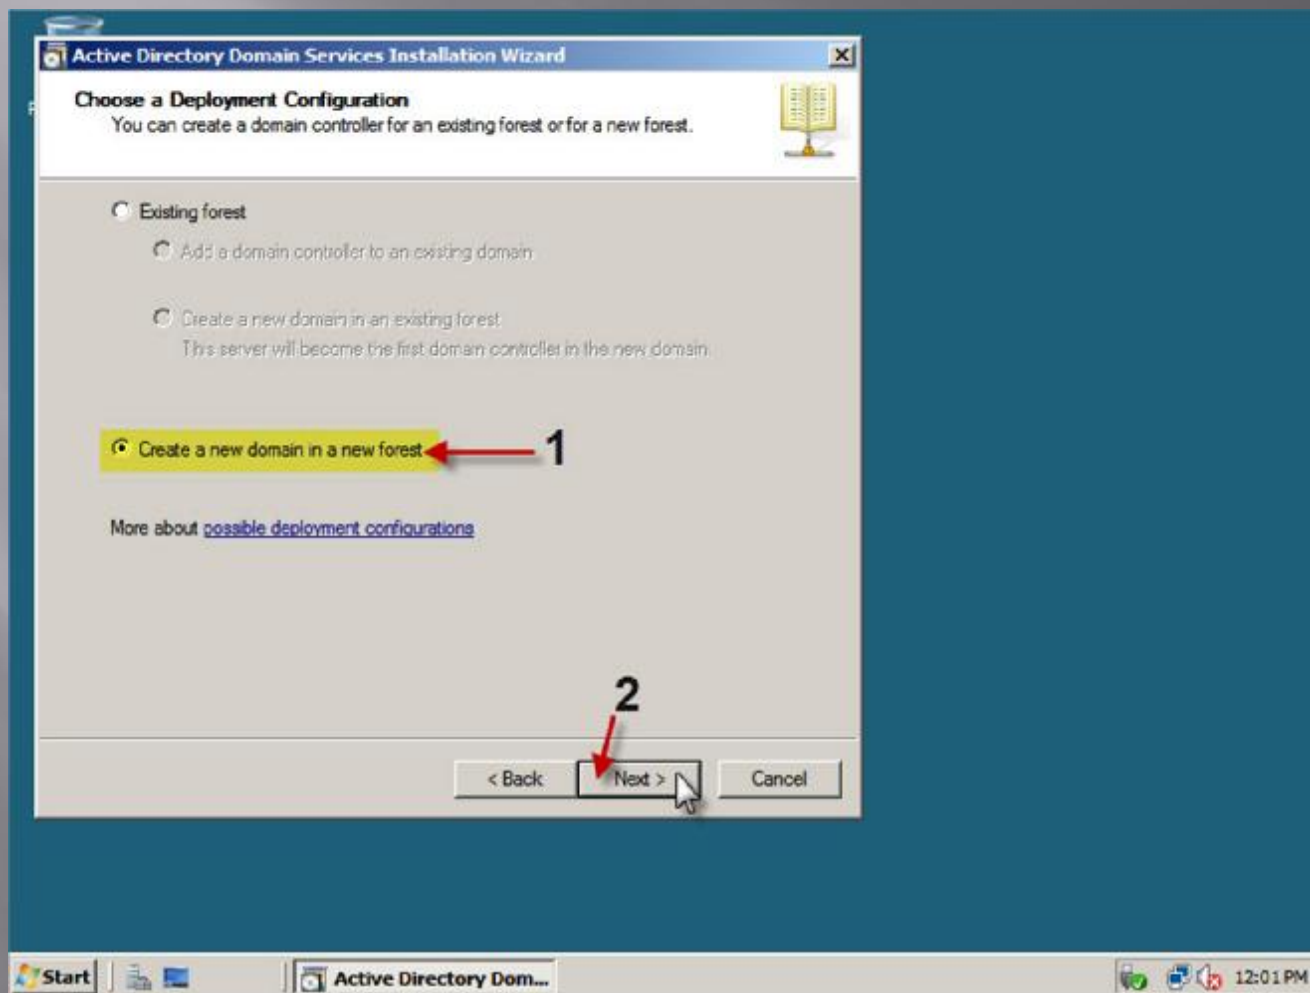 Active Directory Domain Services Installation Wizard
Choose a Deployment Configuration
You can create a domain controller for an existing forest or for a new forest.
Existing forest
Add a domain controller to an existing domain
Create a new domain in an existing forest
This server will become the first domain controller in the new domain.
Create a new domain in a new forest
1
More about possible deployment configurations
2
< Back Next > Cancel
Start Active Directory Dom... 12:01 PM